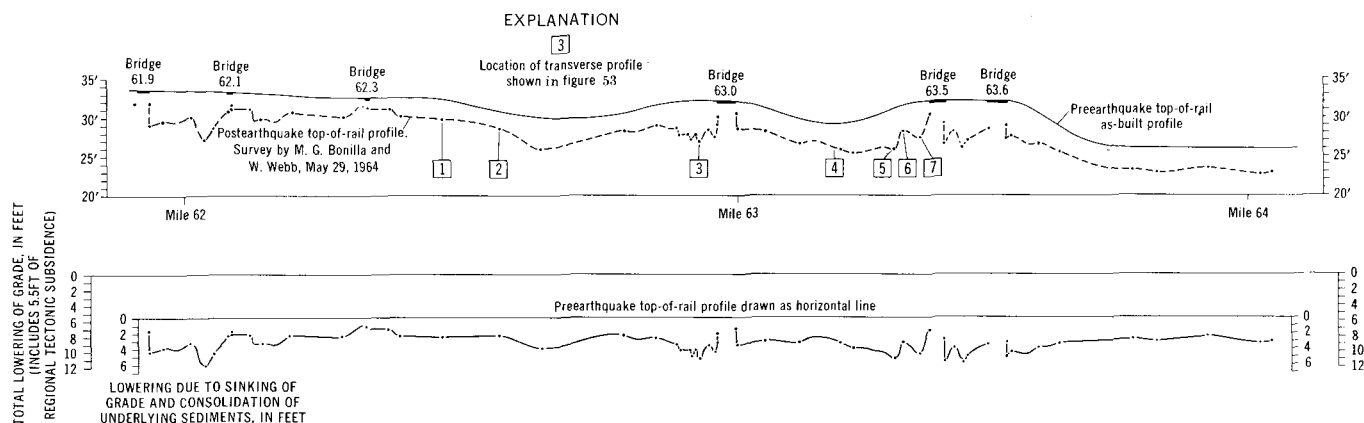 EXPLANATION
3
Location of transverse profile
shown in figure 53
Bridge
61.9
Bridge
62.1
Bridge
62.3
Bridge
63.0
Bridge
63.5
Bridge
63.6
35'
30'
25'
20'
35'
30'
25'
20'
Preearthquake top-of-rail
as-built profile
Postearthquake top-of-rail profile.
Survey by M. G. Bonilla and
W. Webb, May 29, 1964
1
2
3
4
5
6
7
Mile 62
Mile 63
Mile 64
TOTAL LOWERING OF GRADE, IN FEET
(INCLUDES 5.5FT OF
REGIONAL TECTONIC SUBSIDENCE)
0
2
4
6
8
10
12
Preearthquake top-of-rail profile drawn as horizontal line
0
2
4
6
0
2
4
6
0
2
4
6
8
10
12
LOWERING DUE TO SINKING OF
GRADE AND CONSOLIDATION OF
UNDERLYING SEDIMENTS, IN FEET